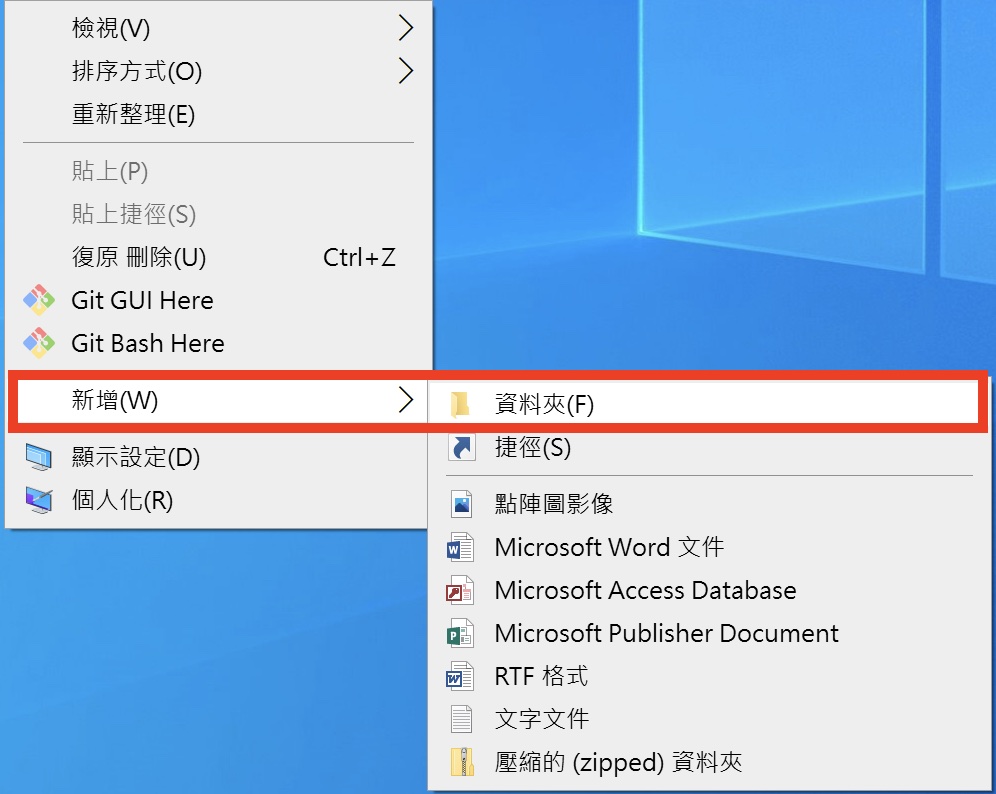 檢視(V)
排序方式(O)
重新整理(E)
貼上(P)
貼上捷徑(S)
復原 刪除(U) Ctrl+Z
Git GUI Here
Git Bash Here
新增(W)
顯示設定(D)
個人化(R)
資料夾(F)
捷徑(S)
點陣圖影像
Microsoft Word 文件
Microsoft Access Database
Microsoft Publisher Document
RTF 格式
文字文件
壓縮的 (zipped) 資料夾